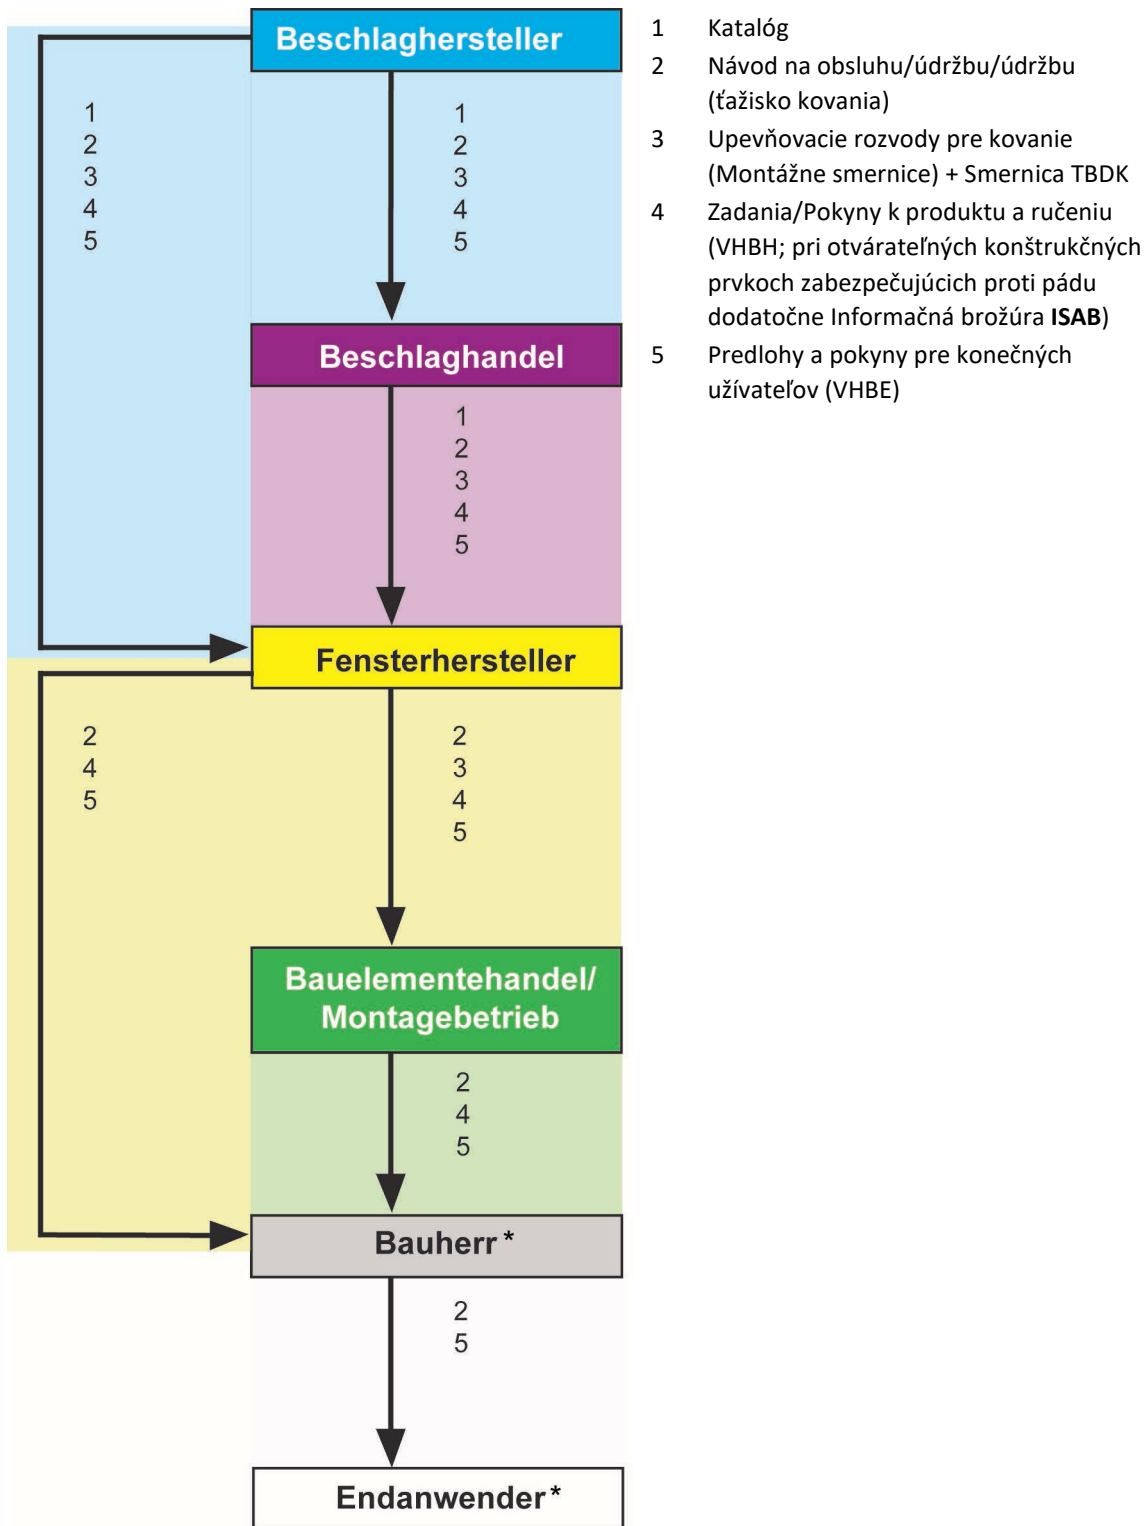 Beschlaghersteller
1
2
3
4
5
1
2
3
4
5
Beschlaghandel
1
2
3
4
5
Fensterhersteller
2
4
5
2
3
4
5
Bauelementehandel/
Montagebetrieb
2
4
5
Bauherr *
2
5
Endanwender *
1 Katalóg
2 Návod na obsluhu/údržbu/údržbu
(ťažisko kovania)
3 Upevňovacie rozvody pre kovanie
(Montážne smernice) + Smernica TBDK
4 Zadania/Pokyny k produktu a ručeniu
(VHBH; pri otvárateľných konštrukčných
prvkoch zabezpečujúcich proti pádu
dodatočne Informačná brožúra ISAB)
5 Predlohy a pokyny pre konečných
užívateľov (VHBE)